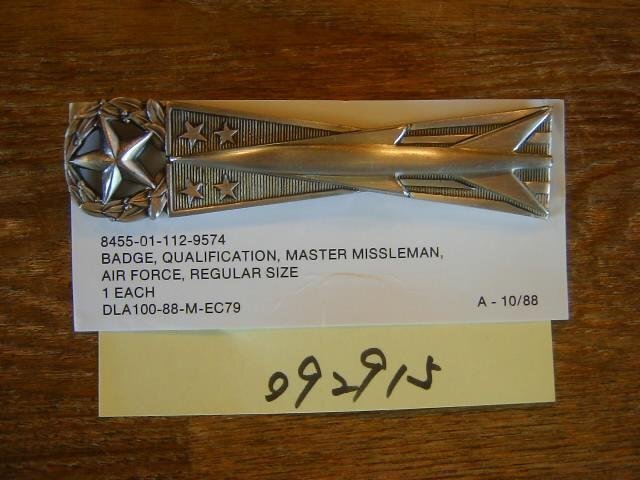 8455-01-112-9574
BADGE, QUALIFICATION, MASTER MISSLEMAN,
AIR FORCE, REGULAR SIZE
1 EACH
DLA100-88-M-EC79
A - 10/88
092915